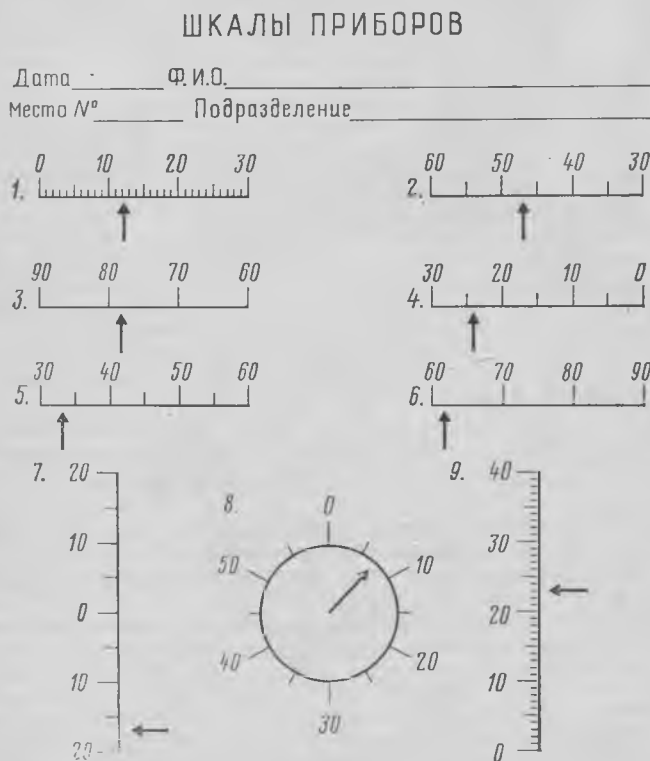 ШКАЛЫ ПРИБОРОВ
Дата Ф.И.О.
Место № Подразделение
1. 0 10 20 30
2. 60 50 40 30
3. 90 80 70 60
4. 30 20 10 0
5. 30 40 50 60
6. 60 70 80 90
7. 20 10 0 10 20
8. 0 10 20 30 40 50
9. 40 30 20 10 0